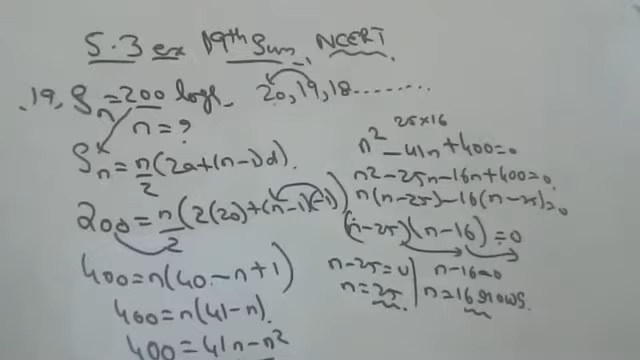 5.3 ex 19th Sum, NCERT
19, Sn = 200 logs 20, 19, 18........
n = ?
Sn = n/2 (2a+(n-1)d).
200 = n/2 (2(20)+(n-1)(-1))
400 = n(40-n+1)
400 = n(41-n).
400 = 41n-n²
25x16
n² - 41n + 400 = 0
n² - 25n - 16n + 400 = 0.
n(n-25) - 16(n-25) = 0
(n-25)(n-16) = 0
n-25=0 | n-16=0
n=25. | n=16 rows.